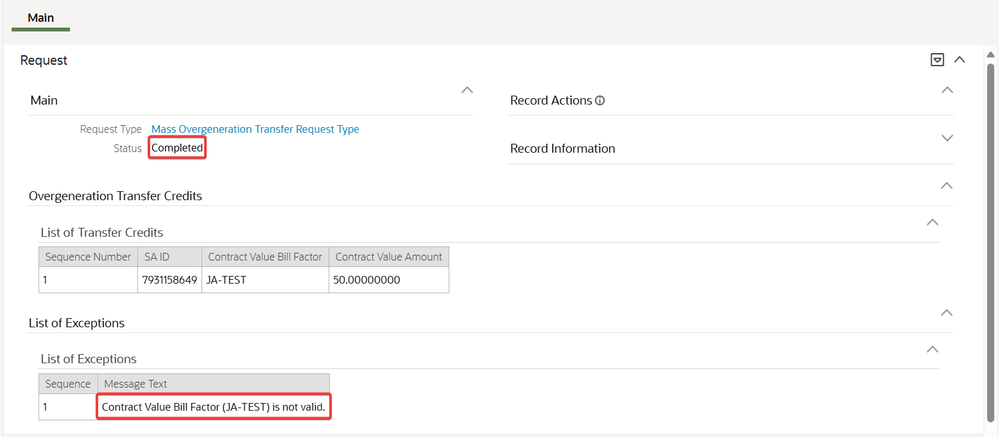 Main
Request
Main
Request Type Mass Overgeneration Transfer Request Type
Status Completed
Record Actions
Record Information
Overgeneration Transfer Credits
List of Transfer Credits
Sequence Number SA ID Contract Value Bill Factor Contract Value Amount
1 7931158649 JA-TEST 50.00000000
List of Exceptions
List of Exceptions
Sequence Message Text
1 Contract Value Bill Factor (JA-TEST) is not valid.